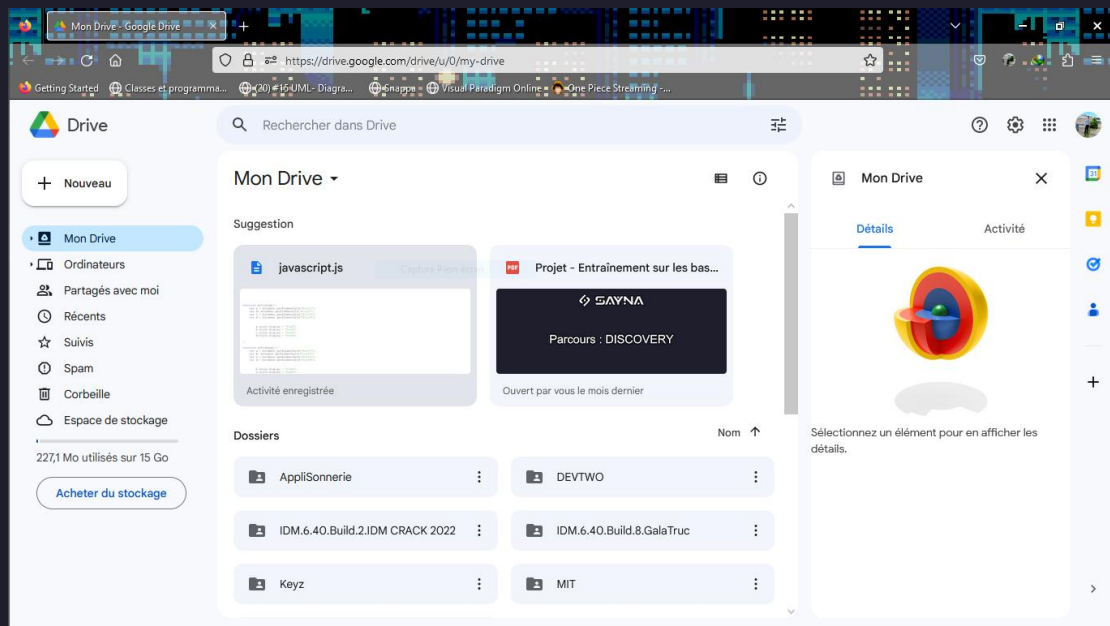 Mon Drive - Google Drive
https://drive.google.com/drive/u/0/my-drive
Getting Started
Classes et programma...
(20) #15 UML- Diagra...
Snappa
Visual Paradigm Online
One Piece Streaming -...
Drive
Rechercher dans Drive
Nouveau
Mon Drive
Ordinateurs
Partagés avec moi
Récents
Suivis
Spam
Corbeille
Espace de stockage
227,1 Mo utilisés sur 15 Go
Acheter du stockage
Mon Drive
Suggestion
javascript.js
Capture Plein écran
Activité enregistrée
PDF
Projet - Entraînement sur les bas...
SAYNA
Parcours : DISCOVERY
Ouvert par vous le mois dernier
Dossiers
Nom
AppliSonnerie
DEVTWO
IDM.6.40.Build.2.IDM CRACK 2022
IDM.6.40.Build.8.GalaTruc
Keyz
MIT
Mon Drive
Détails
Activité
Sélectionnez un élément pour en afficher les
détails.
31